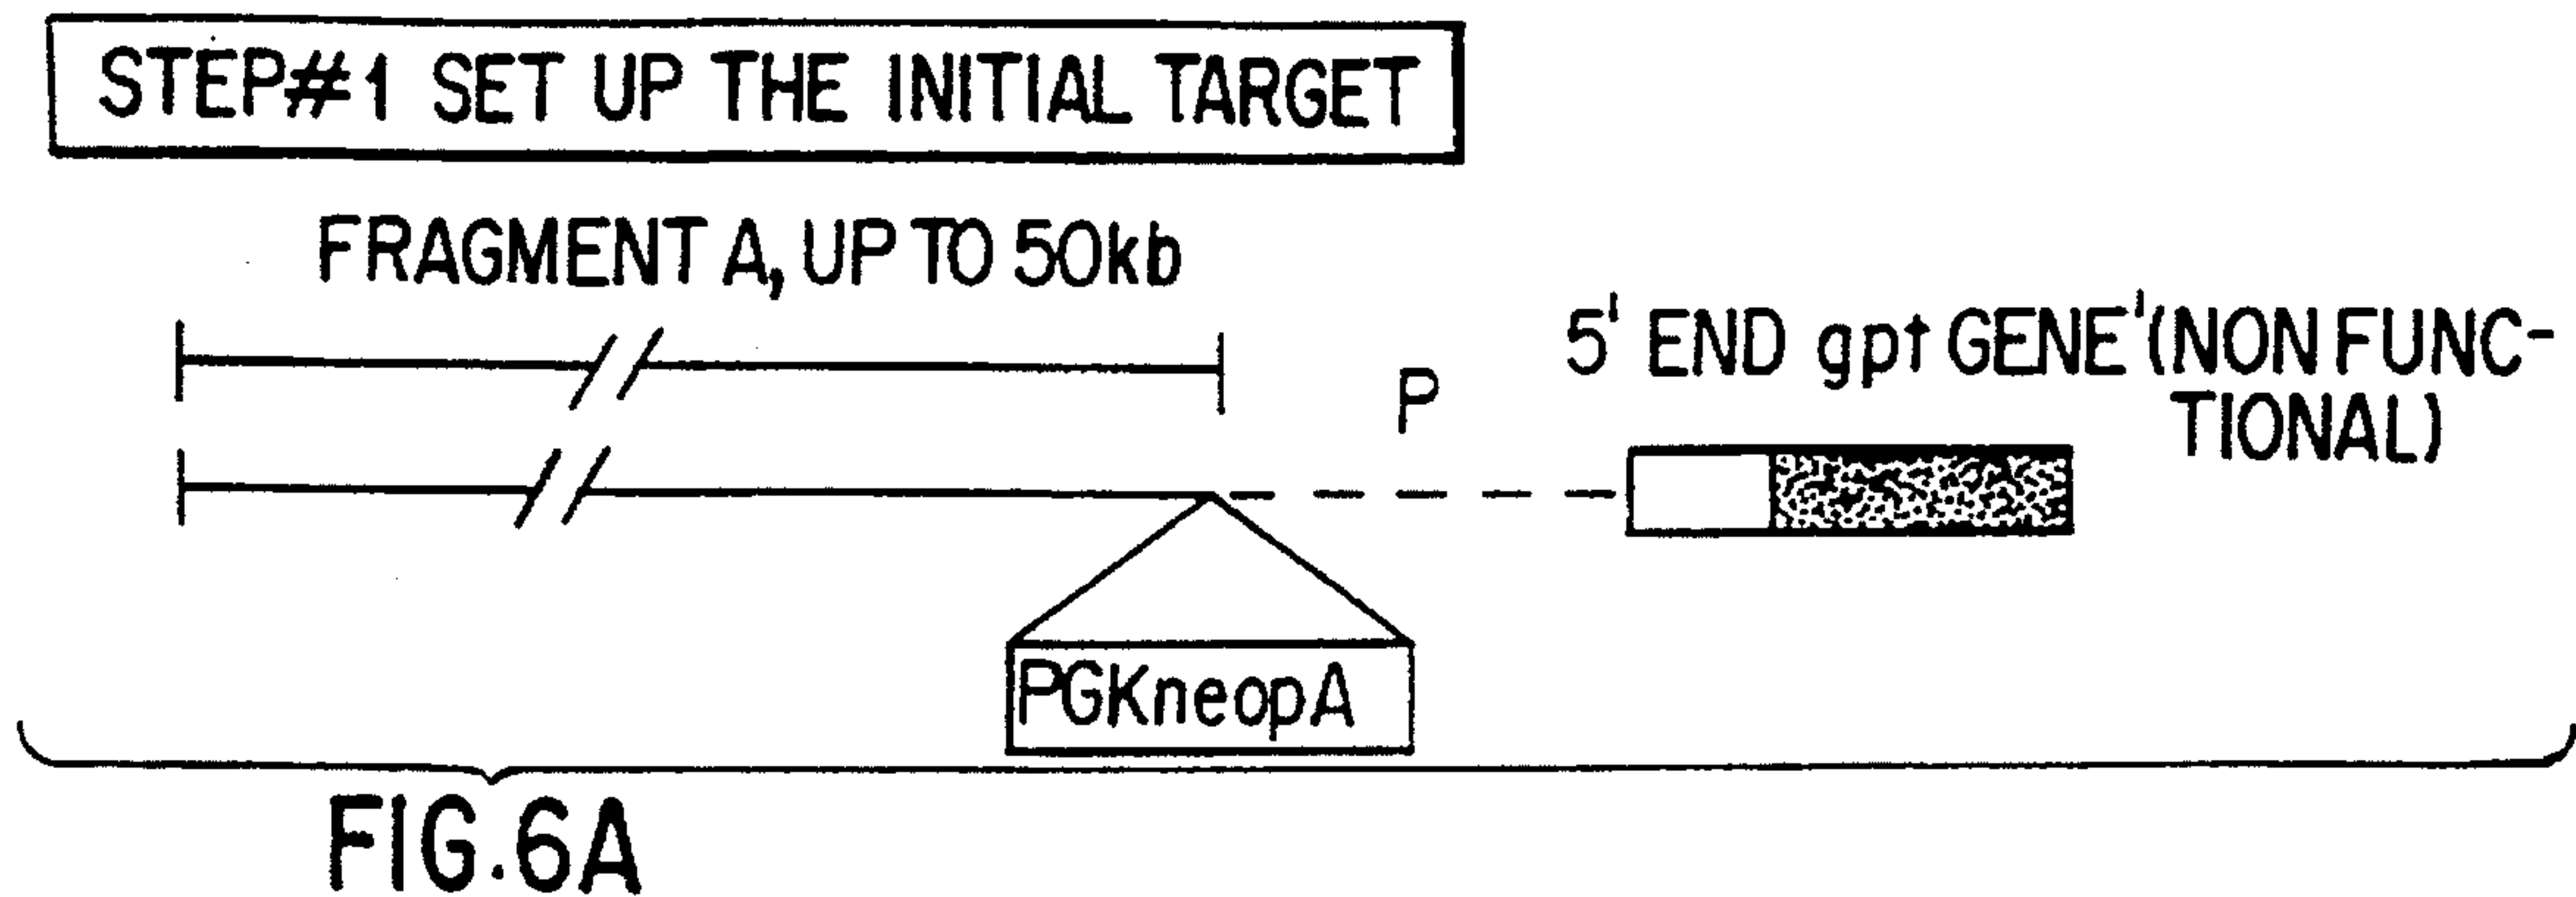 STEP#1 SET UP THE INITIAL TARGET
FRAGMENT A, UP TO 50kb
P
5' END gpt GENE'(NON FUNC-
TIONAL)
PGKneopA
FIG.6A